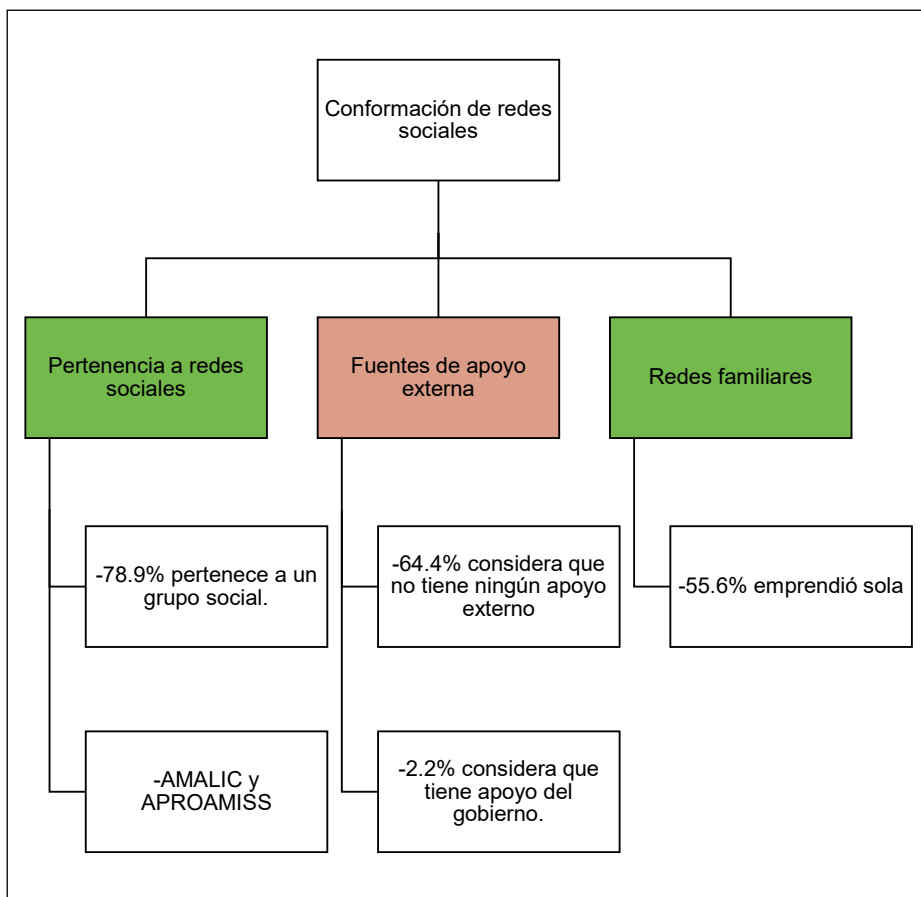 Conformación de redes
sociales
Pertenencia a redes
sociales
Fuentes de apoyo
externa
Redes familiares
-78.9% pertenece a un
grupo social.
-64.4% considera que
no tiene ningún apoyo
externo
-55.6% emprendió sola
-AMALIC y
APROAMISS
-2.2% considera que
tiene apoyo del
gobierno.